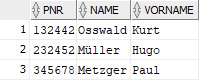 PNR NAME VORNAME
1 132442 Osswald Kurt
2 232452 Müller Hugo
3 345678 Metzger Paul